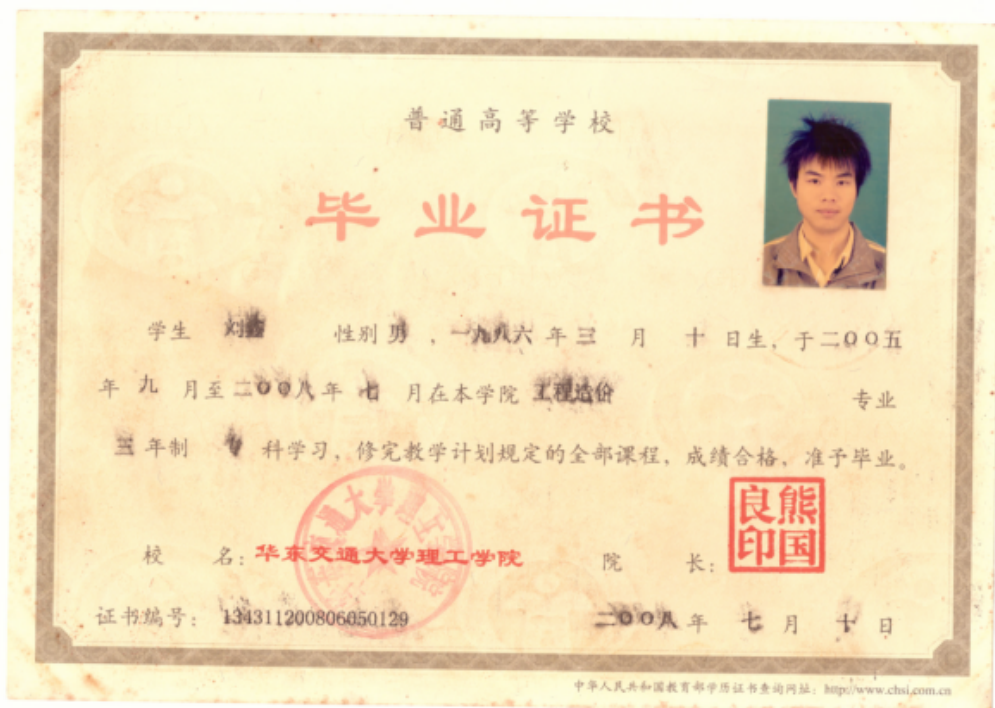 普通高等学校
毕业证书
学生 刘鑫 性别 男 ，一九八六 年 三 月 十 日生，于二〇〇五
年 九 月至 二〇〇八 年 七 月在本学院 工程造价 专业
三 年制 专 科学习，修完教学计划规定的全部课程，成绩合格，准予毕业。
熊国良印
校 名：华东交通大学理工学院 院 长：
证书编号：134311200806050129 二〇〇八 年 七 月 十 日
中华人民共和国教育部学历证书查询网址：http://www.chsi.com.cn